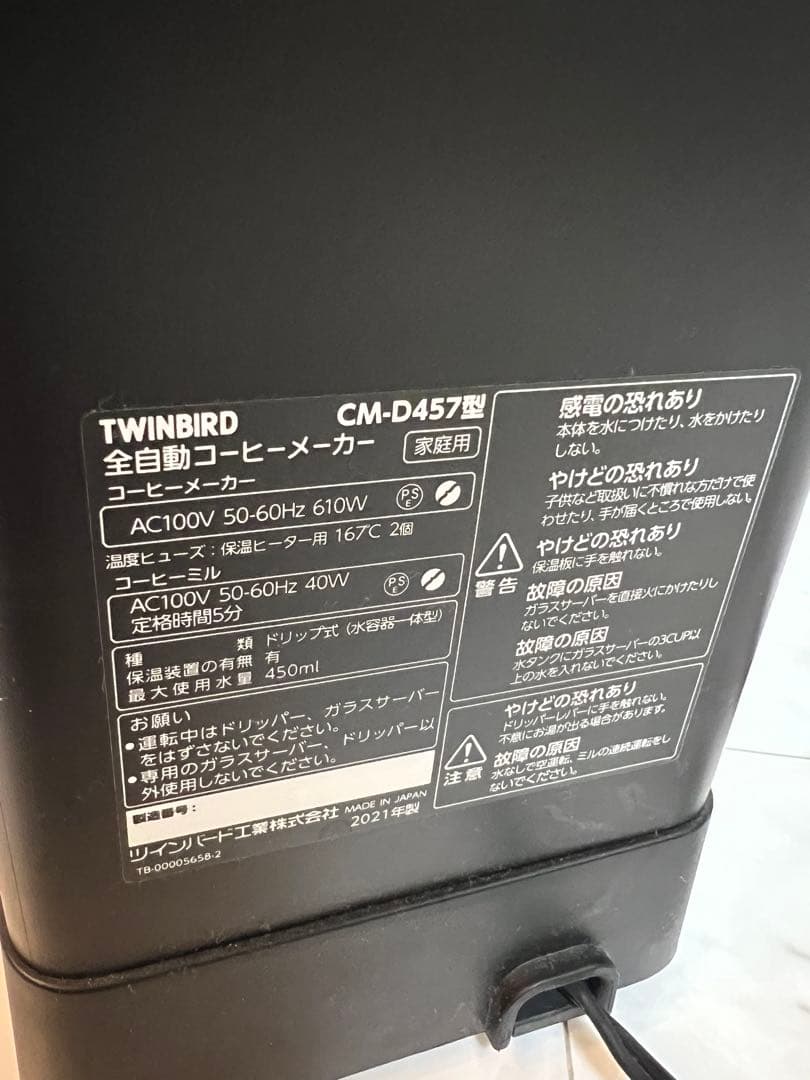 TWINBIRD CM-D457型
全自動コーヒーメーカー 家庭用
コーヒーメーカー
AC100V 50-60Hz 610W PSE
温度ヒューズ:保温ヒーター用 167℃ 2個
コーヒーミル
AC100V 50-60Hz 40W PSE
定格時間5分
種類 ドリップ式(水容器一体型)
保温装置の有無 有
最大使用水量 450ml
お願い
●運転中はドリッパー、ガラスサーバー
をはずさないでください。
●専用のガラスサーバー、ドリッパー以
外使用しないでください。
製造番号:
ツインバード工業株式会社 MADE IN JAPAN
2021年製
TB-00005658-2
警告
感電の恐れあり
本体を水につけたり、水をかけたり
しない。
やけどの恐れあり
子供など取扱いに不慣れな方だけで使
わせたり、手が届くところで使用しない。
やけどの恐れあり
保温板に手を触れない。
故障の原因
ガラスサーバーを直接火にかけたりし
ないでください。
故障の原因
水タンクにガラスサーバーの3CUP以
上の水を入れないでください。
注意
やけどの恐れあり
ドリッパーレバーに手を触れない。
不意にお湯が出る場合があります。
故障の原因
水なしで空運転、ミルの連続運転をし
ないでください。